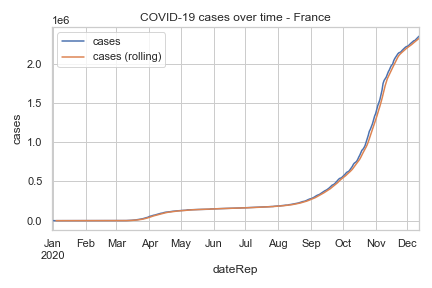 COVID-19 cases over time - France
1e6
cases
cases (rolling)
2.0
1.5
1.0
0.5
0.0
cases
Jan Feb Mar Apr May Jun Jul Aug Sep Oct Nov Dec
2020
dateRep